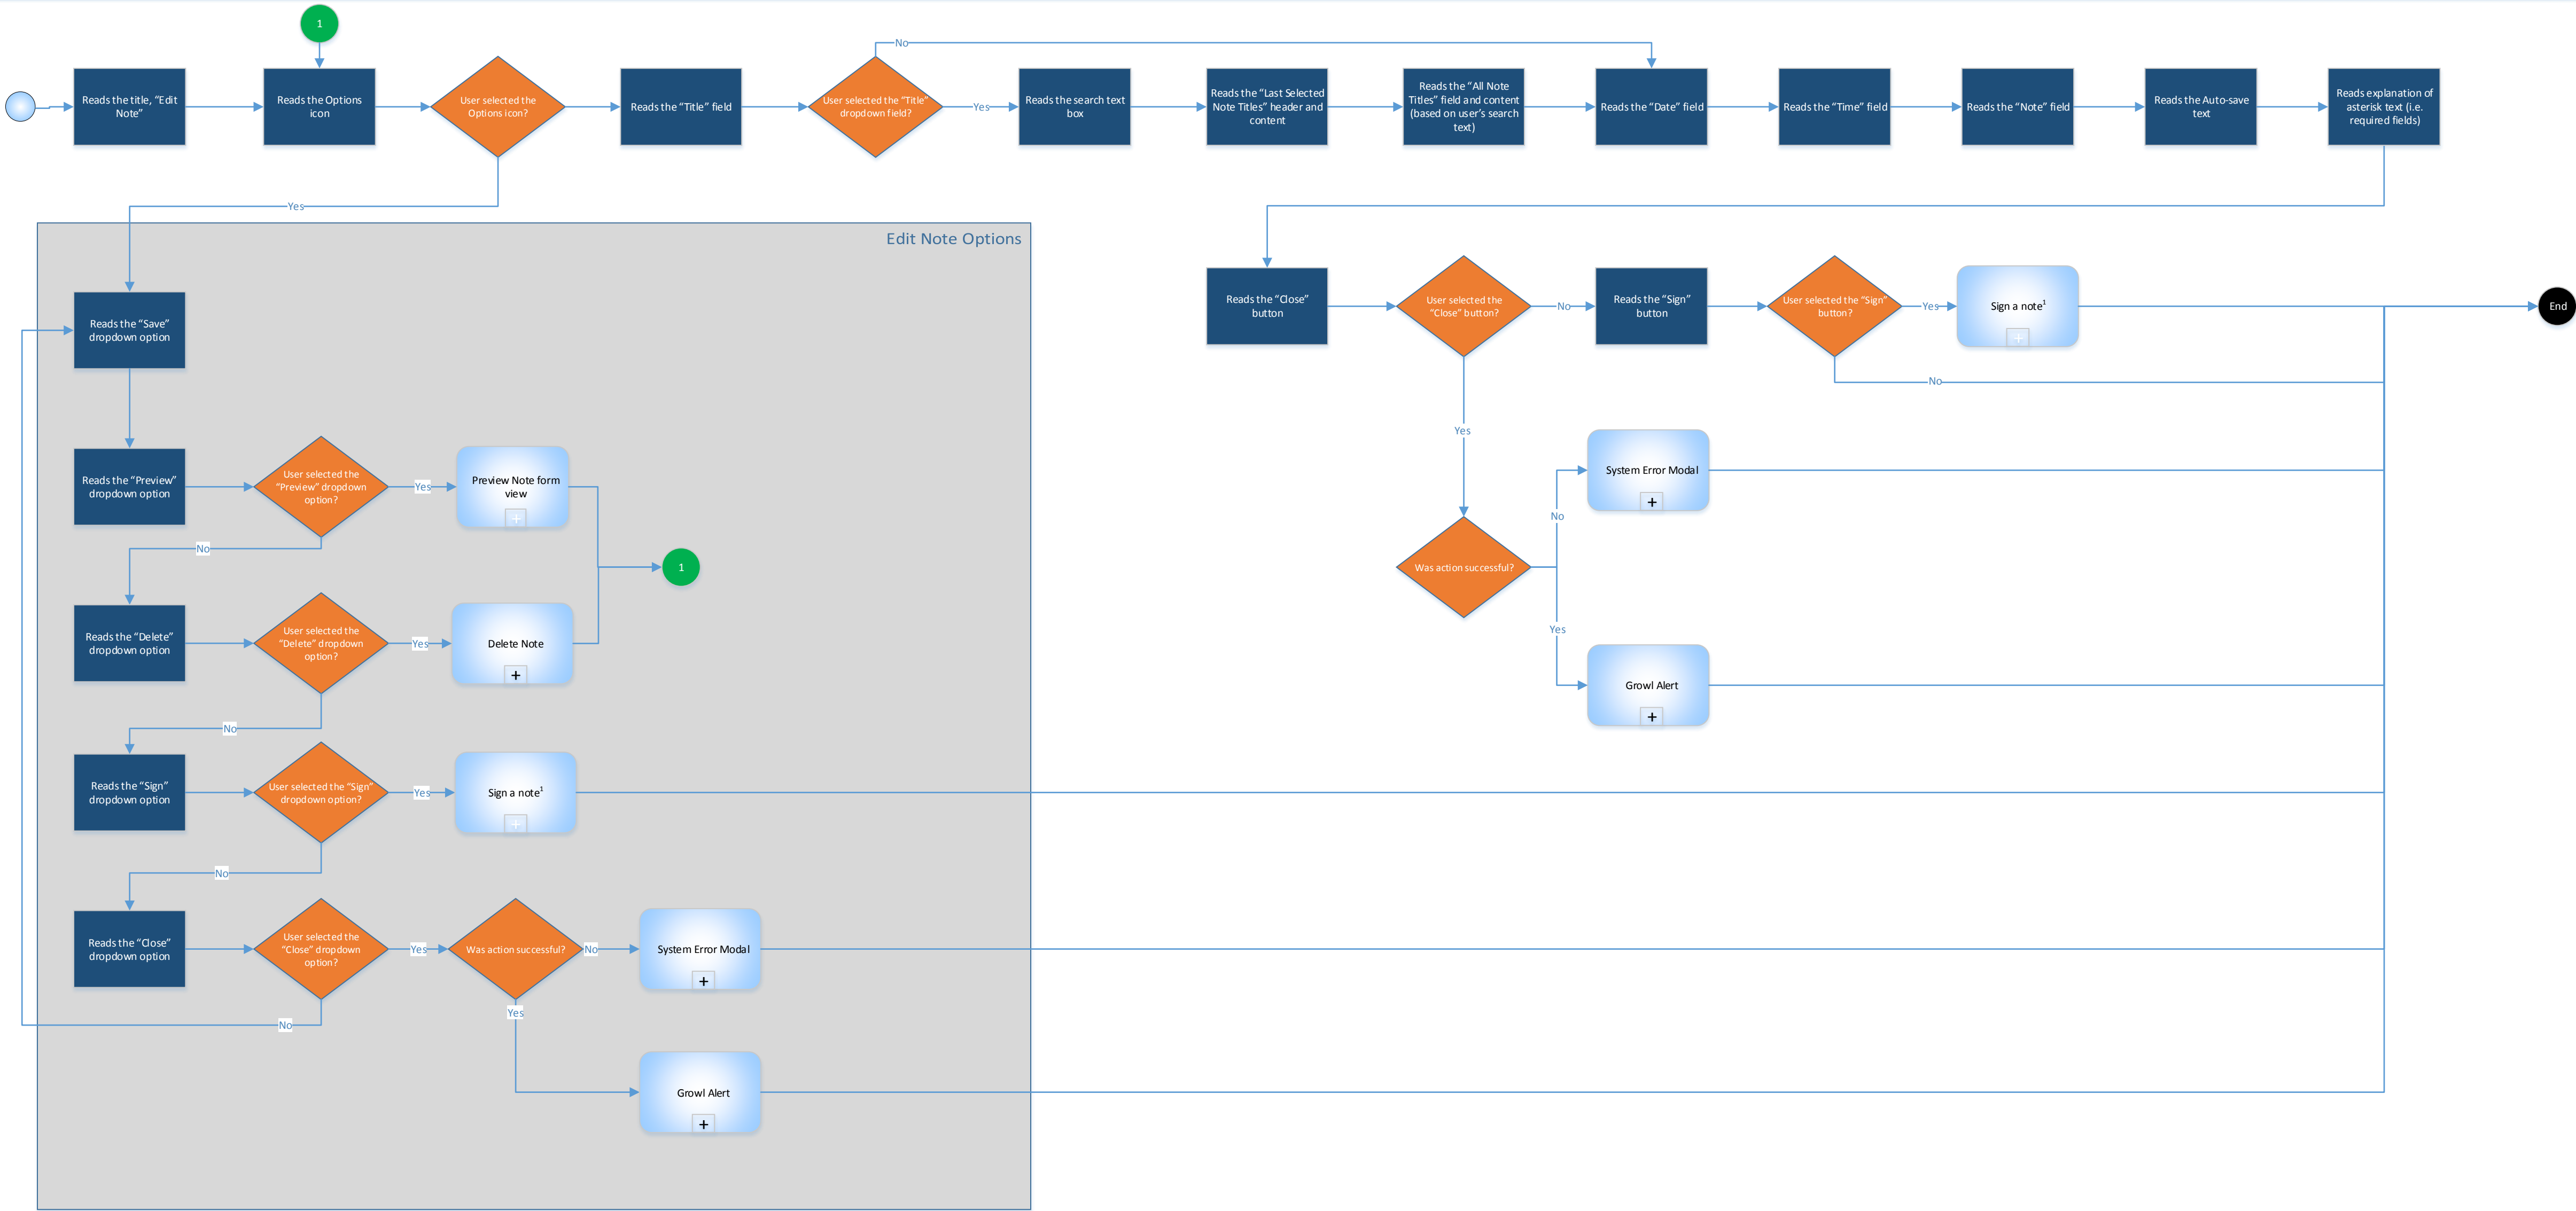 1
Reads the title, “Edit
Note”
Reads the Options
icon
User selected the
Options icon?
Reads the “Title” field
User selected the “Title”
dropdown field?
No
Yes
Reads the search text
box
Reads the “Last Selected
Note Titles” header and
content
Reads the “All Note
Titles” field and content
(based on user’s search
text)
Reads the “Date” field
Reads the “Time” field
Reads the “Note” field
Reads the Auto-save
text
Reads explanation of
asterisk text (i.e.
required fields)
Yes
Edit Note Options
Reads the “Save”
dropdown option
Reads the “Preview”
dropdown option
User selected the
“Preview” dropdown
option?
Yes
Preview Note form
view
+
No
1
Reads the “Delete”
dropdown option
User selected the
“Delete” dropdown
option?
Yes
Delete Note
+
No
Reads the “Sign”
dropdown option
User selected the “Sign”
dropdown option?
Yes
Sign a note¹
+
No
Reads the “Close”
dropdown option
User selected the
“Close” dropdown
option?
Yes
Was action successful?
No
System Error Modal
+
No
Yes
Growl Alert
+
Reads the “Close”
button
User selected the
“Close” button?
No
Reads the “Sign”
button
User selected the “Sign”
button?
Yes
Sign a note¹
+
End
No
Yes
System Error Modal
+
No
Was action successful?
Yes
Growl Alert
+